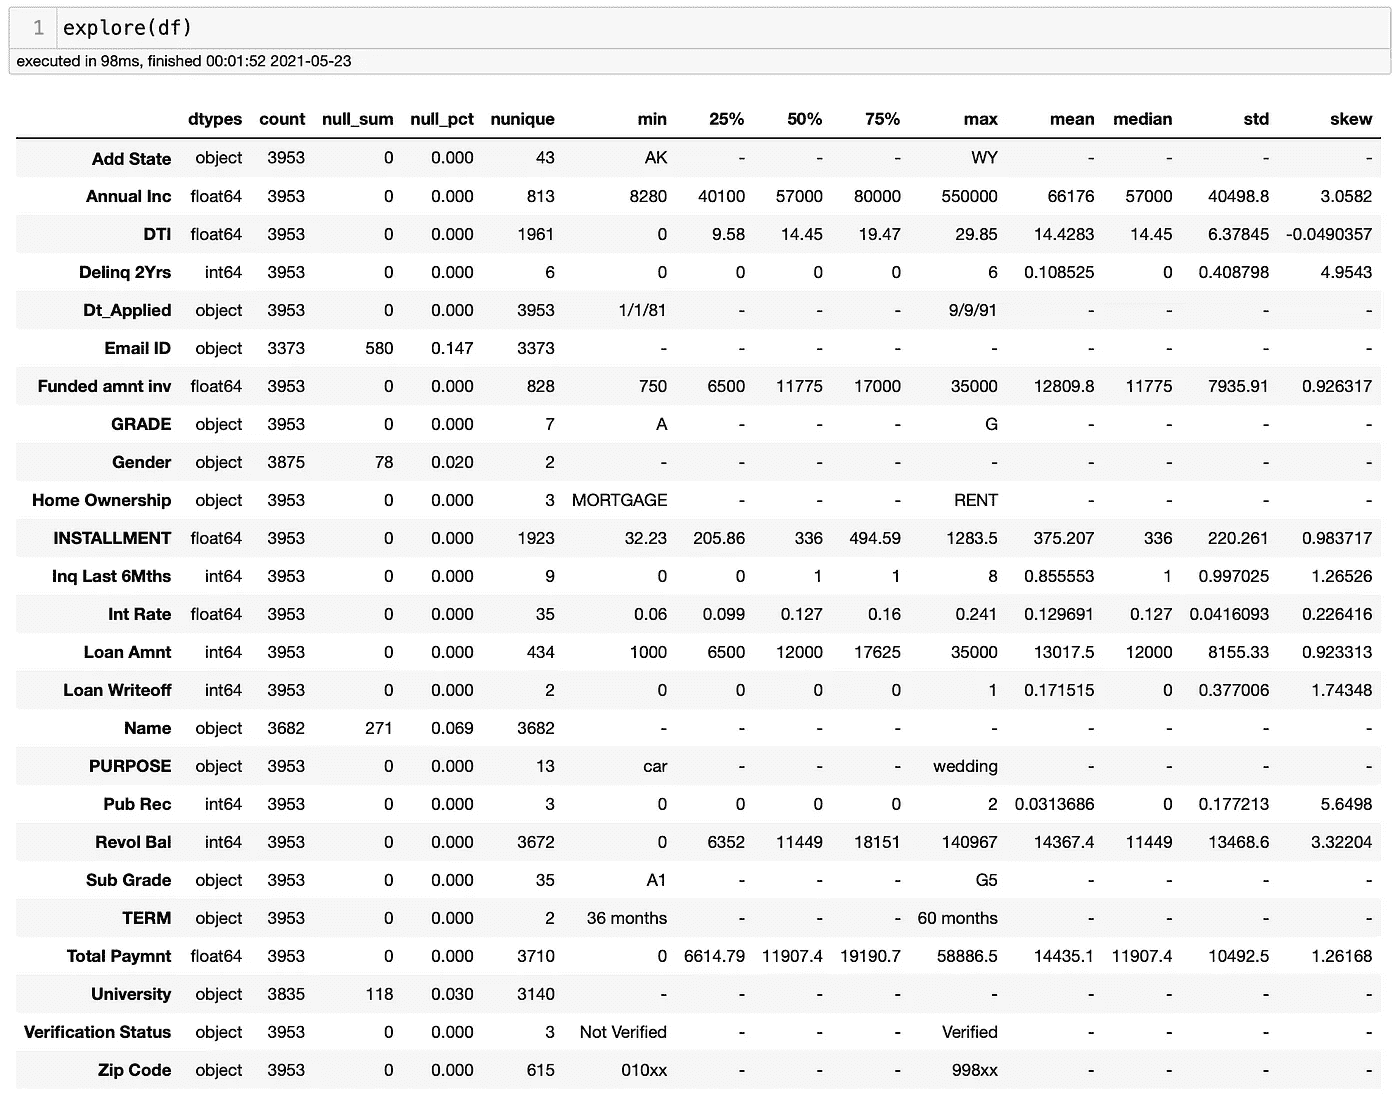 1 explore(df)
executed in 98ms, finished 00:01:52 2021-05-23
dtypes count null_sum null_pct nunique min 25% 50% 75% max mean median std skew
Add State object 3953 0 0.000 43 AK - - - WY - - - -
Annual Inc float64 3953 0 0.000 813 8280 40100 57000 80000 550000 66176 57000 40498.8 3.0582
DTI float64 3953 0 0.000 1961 0 9.58 14.45 19.47 29.85 14.4283 14.45 6.37845 -0.0490357
Delinq 2Yrs int64 3953 0 0.000 6 0 0 0 0 6 0.108525 0 0.408798 4.9543
Dt_Applied object 3953 0 0.000 3953 1/1/81 - - - 9/9/91 - - - -
Email ID object 3373 580 0.147 3373 - - - - - - - - -
Funded amnt inv float64 3953 0 0.000 828 750 6500 11775 17000 35000 12809.8 11775 7935.91 0.926317
GRADE object 3953 0 0.000 7 A - - - G - - - -
Gender object 3875 78 0.020 2 - - - - - - - - -
Home Ownership object 3953 0 0.000 3 MORTGAGE - - - RENT - - - -
INSTALLMENT float64 3953 0 0.000 1923 32.23 205.86 336 494.59 1283.5 375.207 336 220.261 0.983717
Inq Last 6Mths int64 3953 0 0.000 9 0 0 1 1 8 0.855553 1 0.997025 1.26526
Int Rate float64 3953 0 0.000 35 0.06 0.099 0.127 0.16 0.241 0.129691 0.127 0.0416093 0.226416
Loan Amnt int64 3953 0 0.000 434 1000 6500 12000 17625 35000 13017.5 12000 8155.33 0.923313
Loan Writeoff int64 3953 0 0.000 2 0 0 0 0 1 0.171515 0 0.377006 1.74348
Name object 3682 271 0.069 3682 - - - - - - - - -
PURPOSE object 3953 0 0.000 13 car - - - wedding - - - -
Pub Rec int64 3953 0 0.000 3 0 0 0 0 2 0.0313686 0 0.177213 5.6498
Revol Bal int64 3953 0 0.000 3672 0 6352 11449 18151 140967 14367.4 11449 13468.6 3.32204
Sub Grade object 3953 0 0.000 35 A1 - - - G5 - - - -
TERM object 3953 0 0.000 2 36 months - - - 60 months - - - -
Total Paymnt float64 3953 0 0.000 3710 0 6614.79 11907.4 19190.7 58886.5 14435.1 11907.4 10492.5 1.26168
University object 3835 118 0.030 3140 - - - - - - - - -
Verification Status object 3953 0 0.000 3 Not Verified - - - Verified - - - -
Zip Code object 3953 0 0.000 615 010xx - - - 998xx - - - -